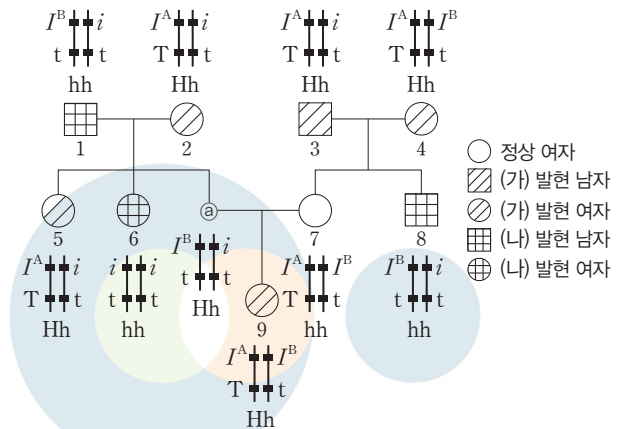 I^B i I^A i I^A i I^A I^B
t t T t T t T t
hh Hh Hh Hh
1 2 3 4
정상 여자
(가) 발현 남자
(가) 발현 여자
(나) 발현 남자
(나) 발현 여자
ⓐ
5 6 7 8
I^A i i i I^B i I^A I^B I^B i
T t t t t t T t t t
Hh hh Hh hh hh
9
I^A I^B
T t
Hh